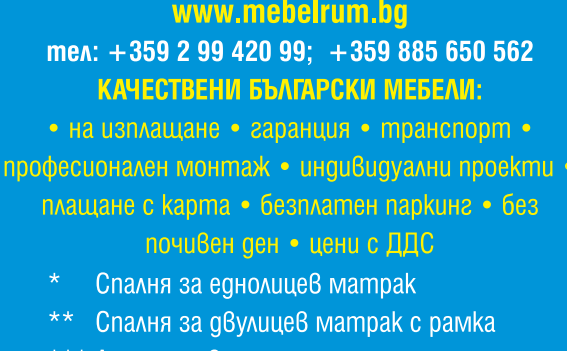 www.mebelrum.bg
тел: +359 2 99 420 99; +359 885 650 562
КАЧЕСТВЕНИ БЪЛГАРСКИ МЕБЕЛИ:
• на изплащане • гаранция • транспорт •
професионален монтаж • индивидуални проекти •
плащане с карта • безплатен паркинг • без
почивен ден • цени с ДДС
* Спалня за еднолицев матрак
** Спалня за двулицев матрак с рамка